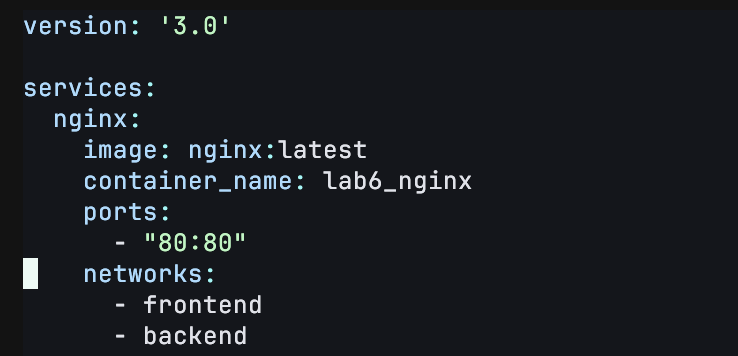 version: '3.0'
services:
nginx:
image: nginx:latest
container_name: lab6_nginx
ports:
- "80:80"
networks:
- frontend
- backend